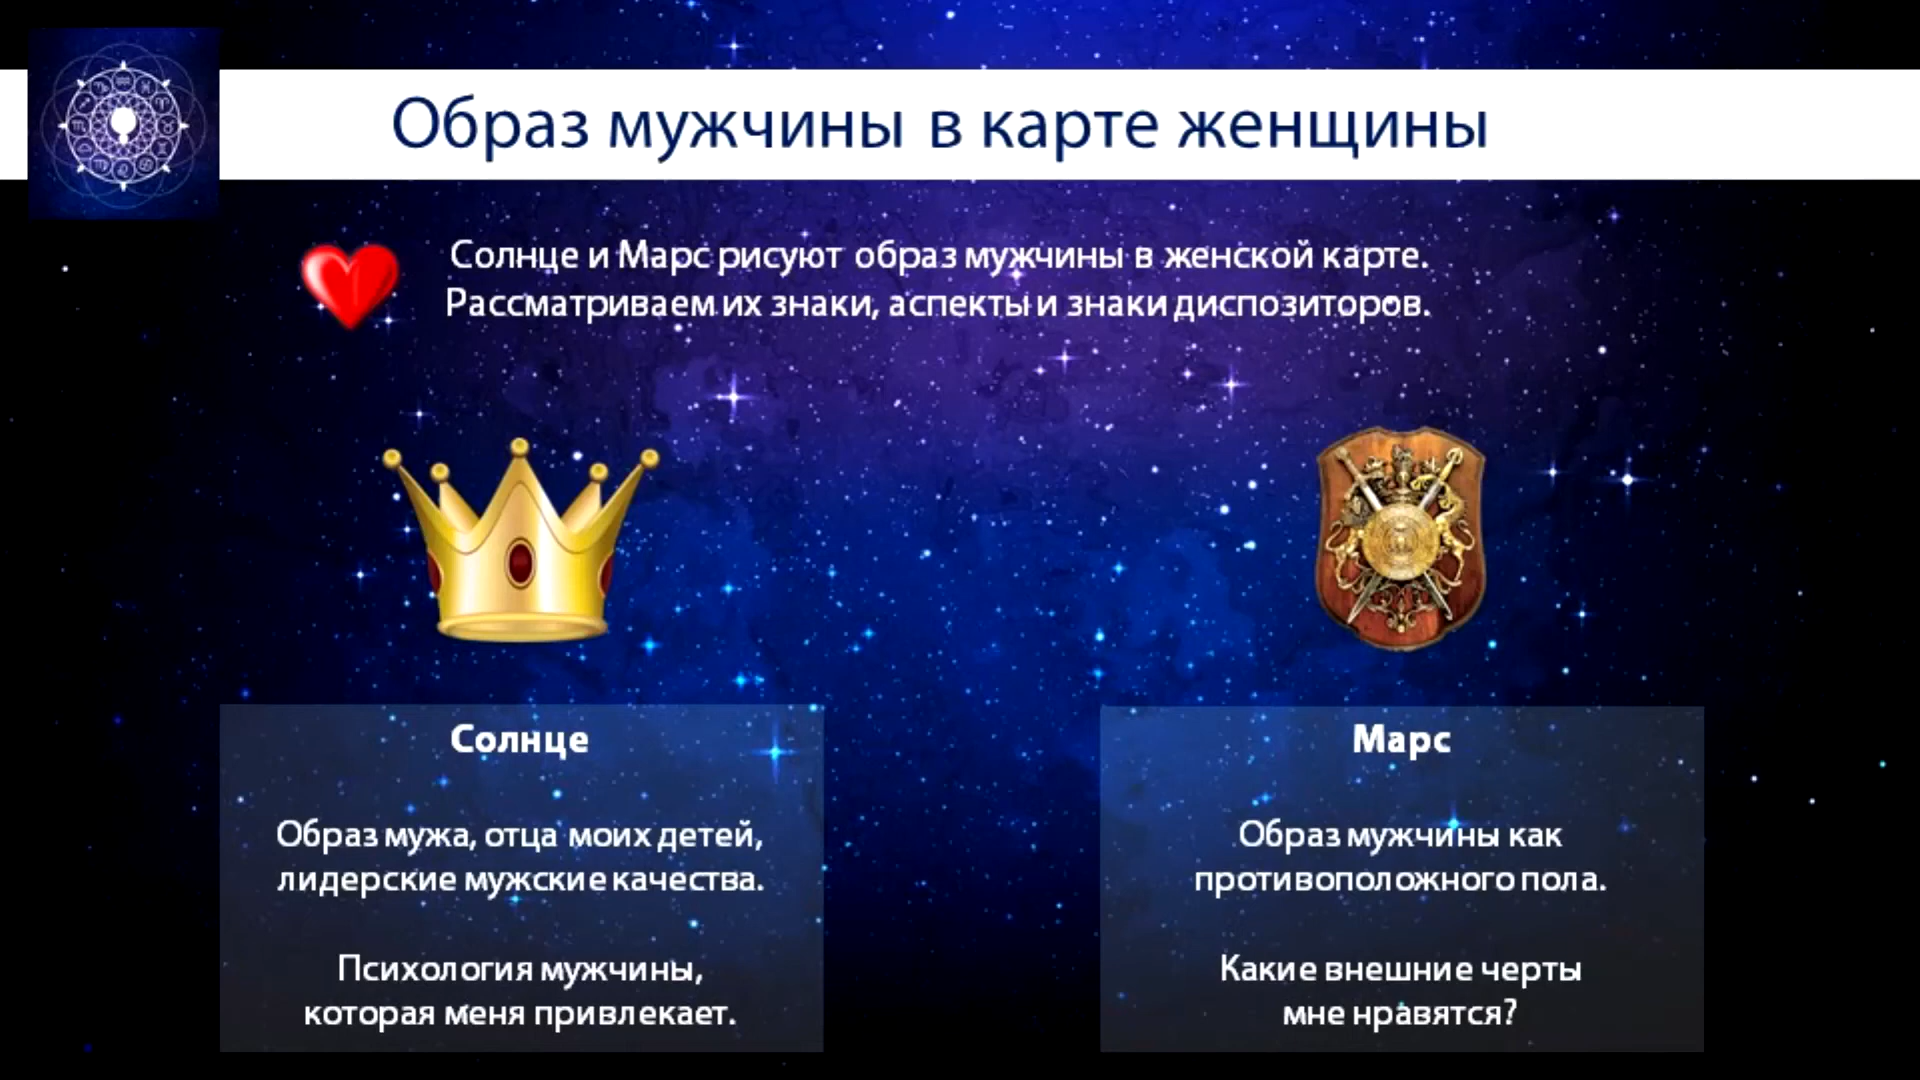 Образ мужчины в карте женщины
Солнце и Марс рисуют образ мужчины в женской карте.
Рассматриваем их знаки, аспекты и знаки диспозиторов.
Солнце
Образ мужа, отца моих детей,
лидерские мужские качества.
Психология мужчины,
которая меня привлекает.
Марс
Образ мужчины как
противоположного пола.
Какие внешние черты
мне нравятся?